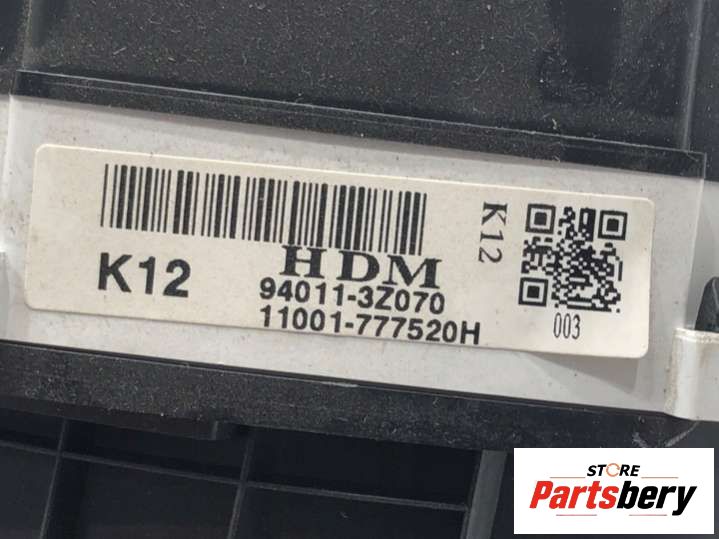 K12
HDM
94011-3Z070
11001-777520H
K12
003
STORE
Partsbery